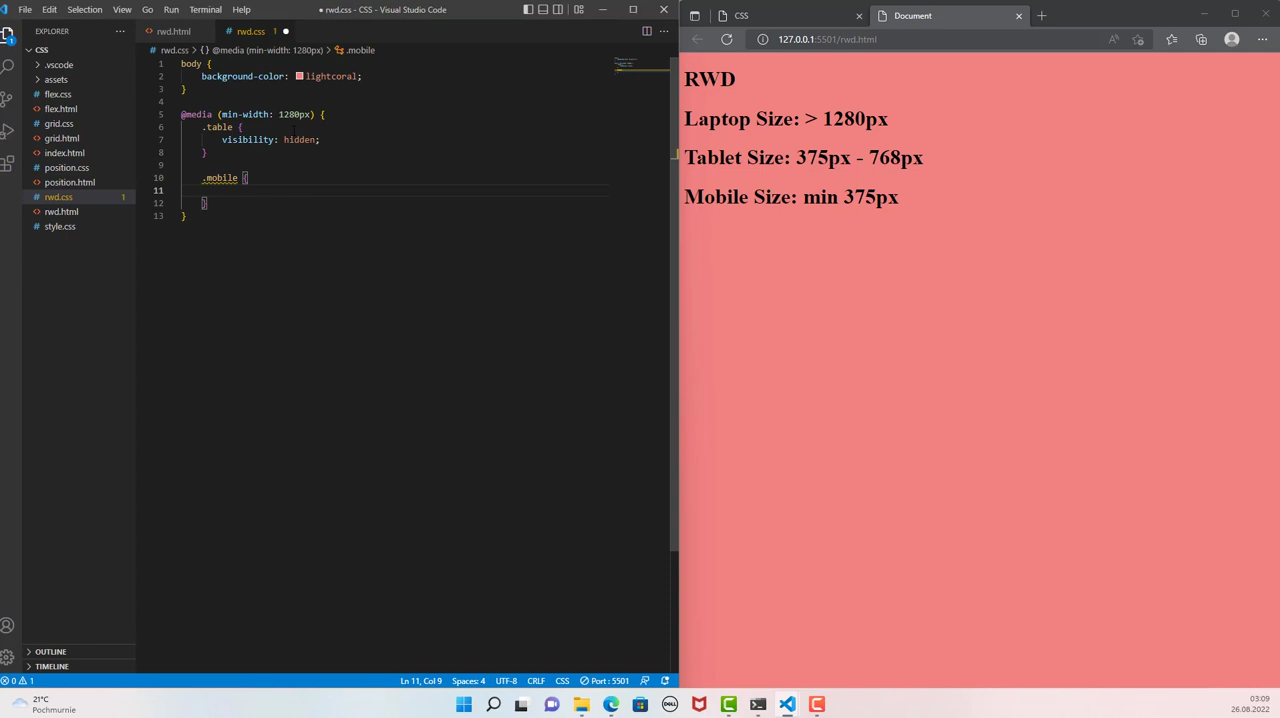 File Edit Selection View Go Run Terminal Help
● rwd.css - CSS - Visual Studio Code
CSS
Document
EXPLORER
rwd.html
rwd.css 1
127.0.0.1:5501/rwd.html
CSS
.vscode
assets
flex.css
flex.html
grid.css
grid.html
index.html
position.css
position.html
rwd.css 1
rwd.html
style.css
OUTLINE
TIMELINE
rwd.css > {} @media (min-width: 1280px) > .mobile
1 body {
2 background-color: lightcoral;
3 }
4
5 @media (min-width: 1280px) {
6 .table {
7 visibility: hidden;
8 }
9
10 .mobile {
11
12 }
13 }
RWD
Laptop Size: > 1280px
Tablet Size: 375px - 768px
Mobile Size: min 375px
0 1
Ln 11, Col 9 Spaces: 4 UTF-8 CRLF CSS Port : 5501
21°C
Pochmurnie
DELL
03:09
26.08.2022